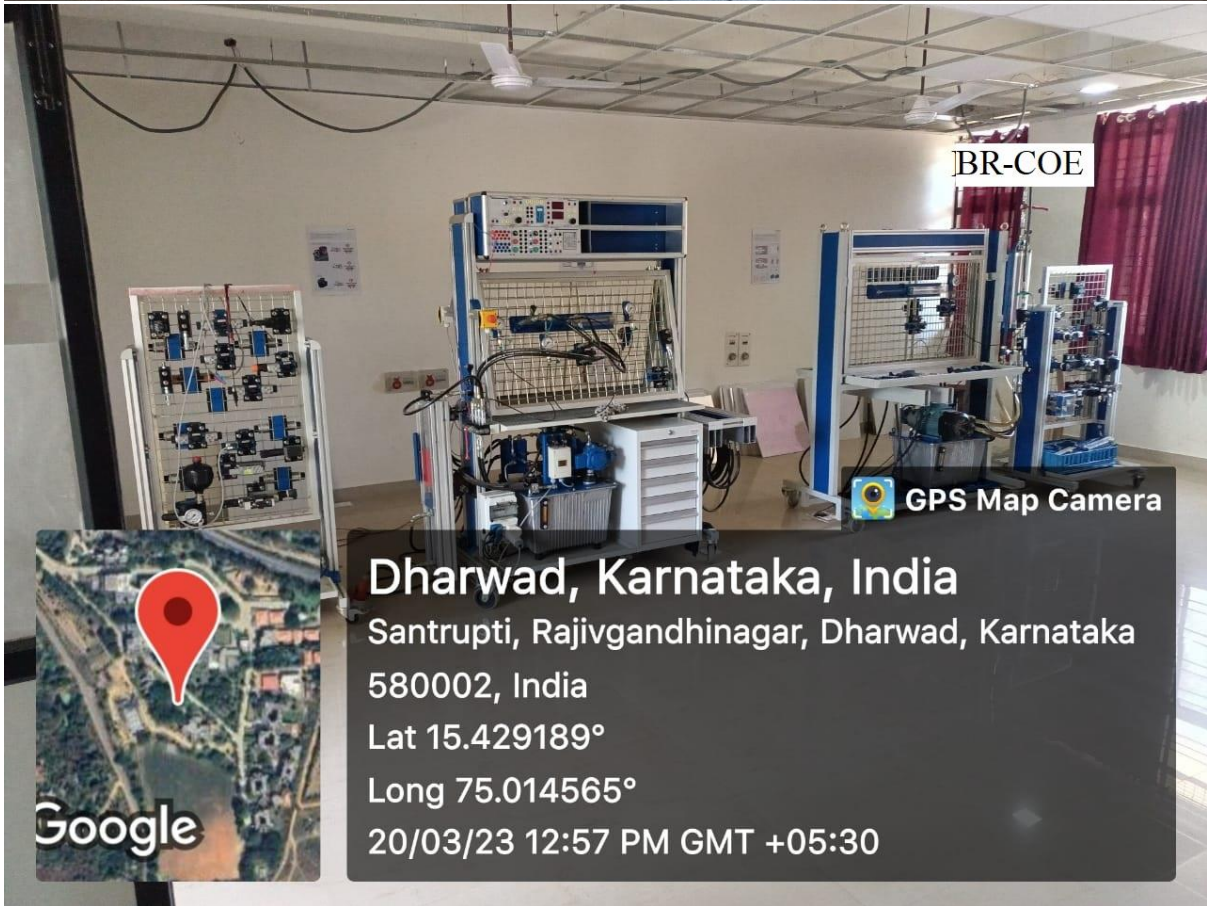 BR-COE
GPS Map Camera
Dharwad, Karnataka, India
Santrupti, Rajivgandhinagar, Dharwad, Karnataka
580002, India
Lat 15.429189°
Long 75.014565°
20/03/23 12:57 PM GMT +05:30
Google